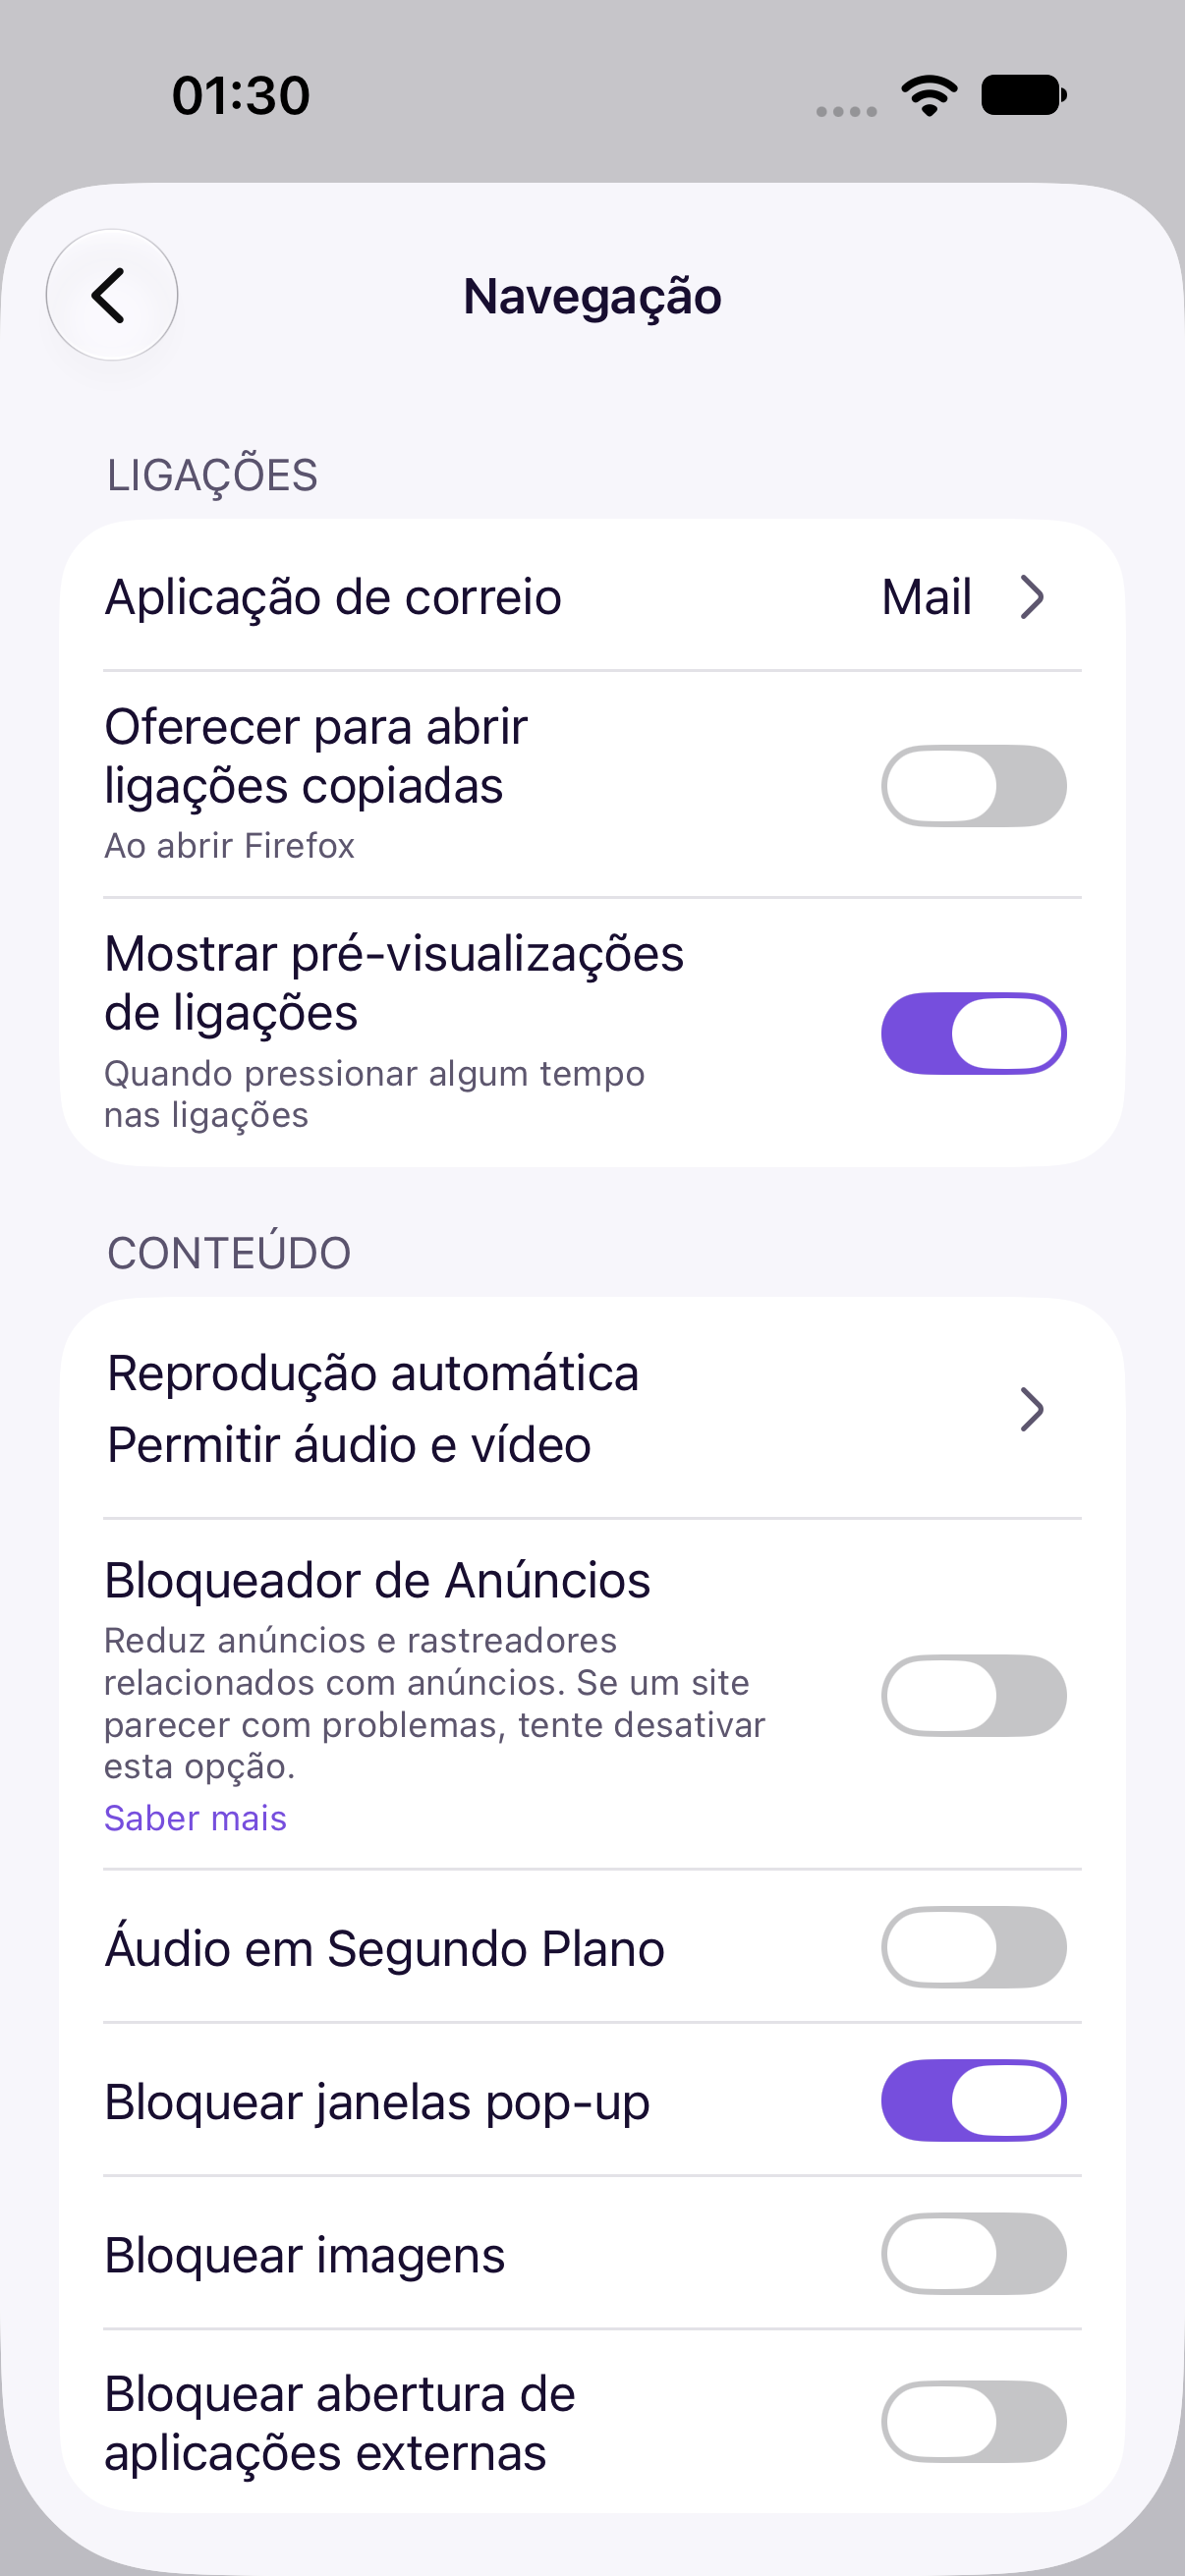 01:30
Navegação
LIGAÇÕES
Aplicação de correio Mail
Oferecer para abrir
ligações copiadas
Ao abrir Firefox
Mostrar pré-visualizações
de ligações
Quando pressionar algum tempo
nas ligações
CONTEÚDO
Reprodução automática
Permitir áudio e vídeo
Bloqueador de Anúncios
Reduz anúncios e rastreadores
relacionados com anúncios. Se um site
parecer com problemas, tente desativar
esta opção.
Saber mais
Áudio em Segundo Plano
Bloquear janelas pop-up
Bloquear imagens
Bloquear abertura de
aplicações externas